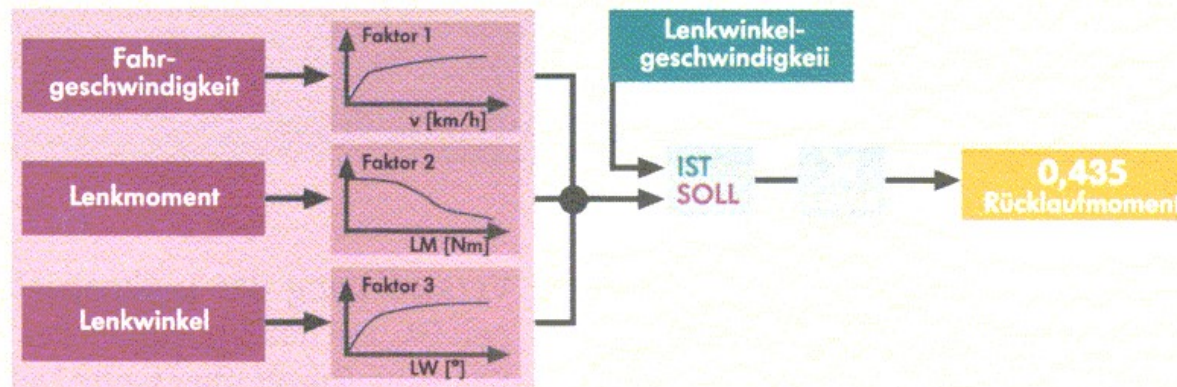 Fahr-
geschwindigkeit
Faktor 1
v [km/h]
Lenkmoment
Faktor 2
LM [Nm]
Lenkwinkel
Faktor 3
LW [°]
Lenkwinkel-
geschwindigkeii
IST
SOLL
0,435
Rücklaufmoment